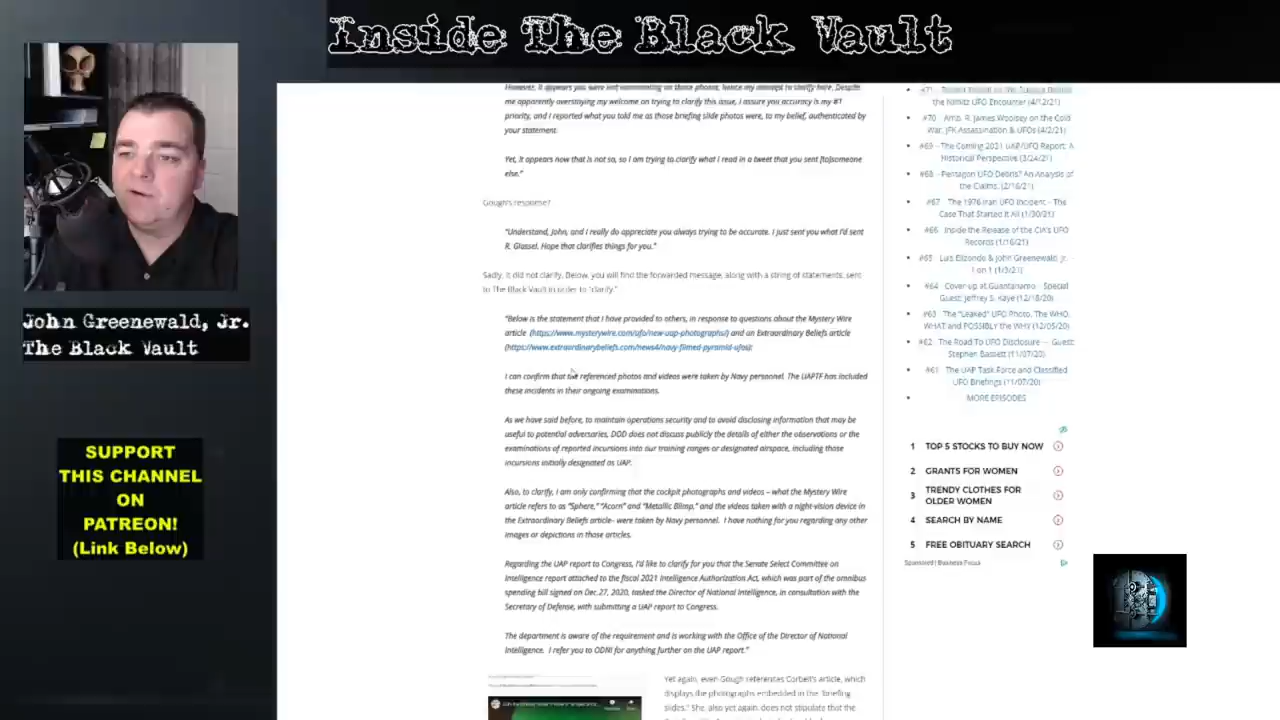 Inside The Black Vault
me apparently overstaying my welcome on trying to clarify this issue, I assure you accuracy is my #1
priority, and I reported what you told me as those briefing slide photos were, to my belief, authenticated by
your statement.
Yet, it appears now that is not so, so I am trying to clarify what I read in a tweet that you sent [to]someone
else."
Gough's response?
"Understand, John, and I really do appreciate you always trying to be accurate. I just sent you what I'd sent
R. Glassel. Hope that clarifies things for you."
Sadly, it did not clarify. Below, you will find the forwarded message, along with a string of statements, sent
to The Black Vault in order to "clarify."
"Below is the statement that I have provided to others, in response to questions about the Mystery Wire
article (https://www.mysterywire.com/ufo/new-uap-photographs/) and an Extraordinary Beliefs article
(https://www.extraordinarybeliefs.com/news4/navy-filmed-pyramid-ufos):
I can confirm that the referenced photos and videos were taken by Navy personnel. The UAPTF has included
these incidents in their ongoing examinations.
As we have said before, to maintain operations security and to avoid disclosing information that may be
useful to potential adversaries, DOD does not discuss publicly the details of either the observations or the
examinations of reported incursions into our training ranges or designated airspace, including those
incursions initially designated as UAP.
Also, to clarify, I am only confirming that the cockpit photographs and videos – what the Mystery Wire
article refers to as "Sphere," "Acorn" and "Metallic Blimp," and the videos taken with a night-vision device in
the Extraordinary Beliefs article– were taken by Navy personnel. I have nothing for you regarding any other
images or depictions in those articles.
Regarding the UAP report to Congress, I'd like to clarify for you that the Senate Select Committee on
Intelligence report attached to the fiscal 2021 Intelligence Authorization Act, which was part of the omnibus
spending bill signed on Dec.27, 2020, tasked the Director of National Intelligence, in consultation with the
Secretary of Defense, with submitting a UAP report to Congress.
The department is aware of the requirement and is working with the Office of the Director of National
Intelligence. I refer you to ODNI for anything further on the UAP report."
Yet again, even Gough references Corbell's article, which
displays the photographs embedded in the "briefing
slides." She, also yet again, does not stipulate that the
the Nimitz UFO Encounter (4/12/21)
#70 – Amb. R. James Woolsey on the Cold
War, JFK Assassination & UFOs (4/2/21)
#69 – The Coming 2021 UAP/UFO Report: A
Historical Perspective (3/24/21)
#68 – Pentagon UFO Debris? An Analysis of
the Claims. (2/16/21)
#67 – The 1976 Iran UFO Incident – The
Case That Started It All (1/30/21)
#66 – Inside the Release of the CIA's UFO
Records (1/16/21)
#65 – Luis Elizondo & John Greenewald Jr. –
1 on 1 (1/3/21)
#64 – Cover-up at Guantanamo – Special
Guest: Jeffrey S. Kaye (12/18/20)
#63 – The "Leaked" UFO Photo. The WHO,
WHAT and POSSIBLY the WHY (12/05/20)
#62 – The Road To UFO Disclosure – Guest:
Stephen Bassett (11/07/20)
#61 – The UAP Task Force and Classified
UFO Briefings (11/07/20)
MORE EPISODES
1 TOP 5 STOCKS TO BUY NOW
2 GRANTS FOR WOMEN
3 TRENDY CLOTHES FOR
OLDER WOMEN
4 SEARCH BY NAME
5 FREE OBITUARY SEARCH
Sponsored | Business Focus
John Greenewald, Jr.
The Black Vault
SUPPORT
THIS CHANNEL
ON
PATREON!
(Link Below)